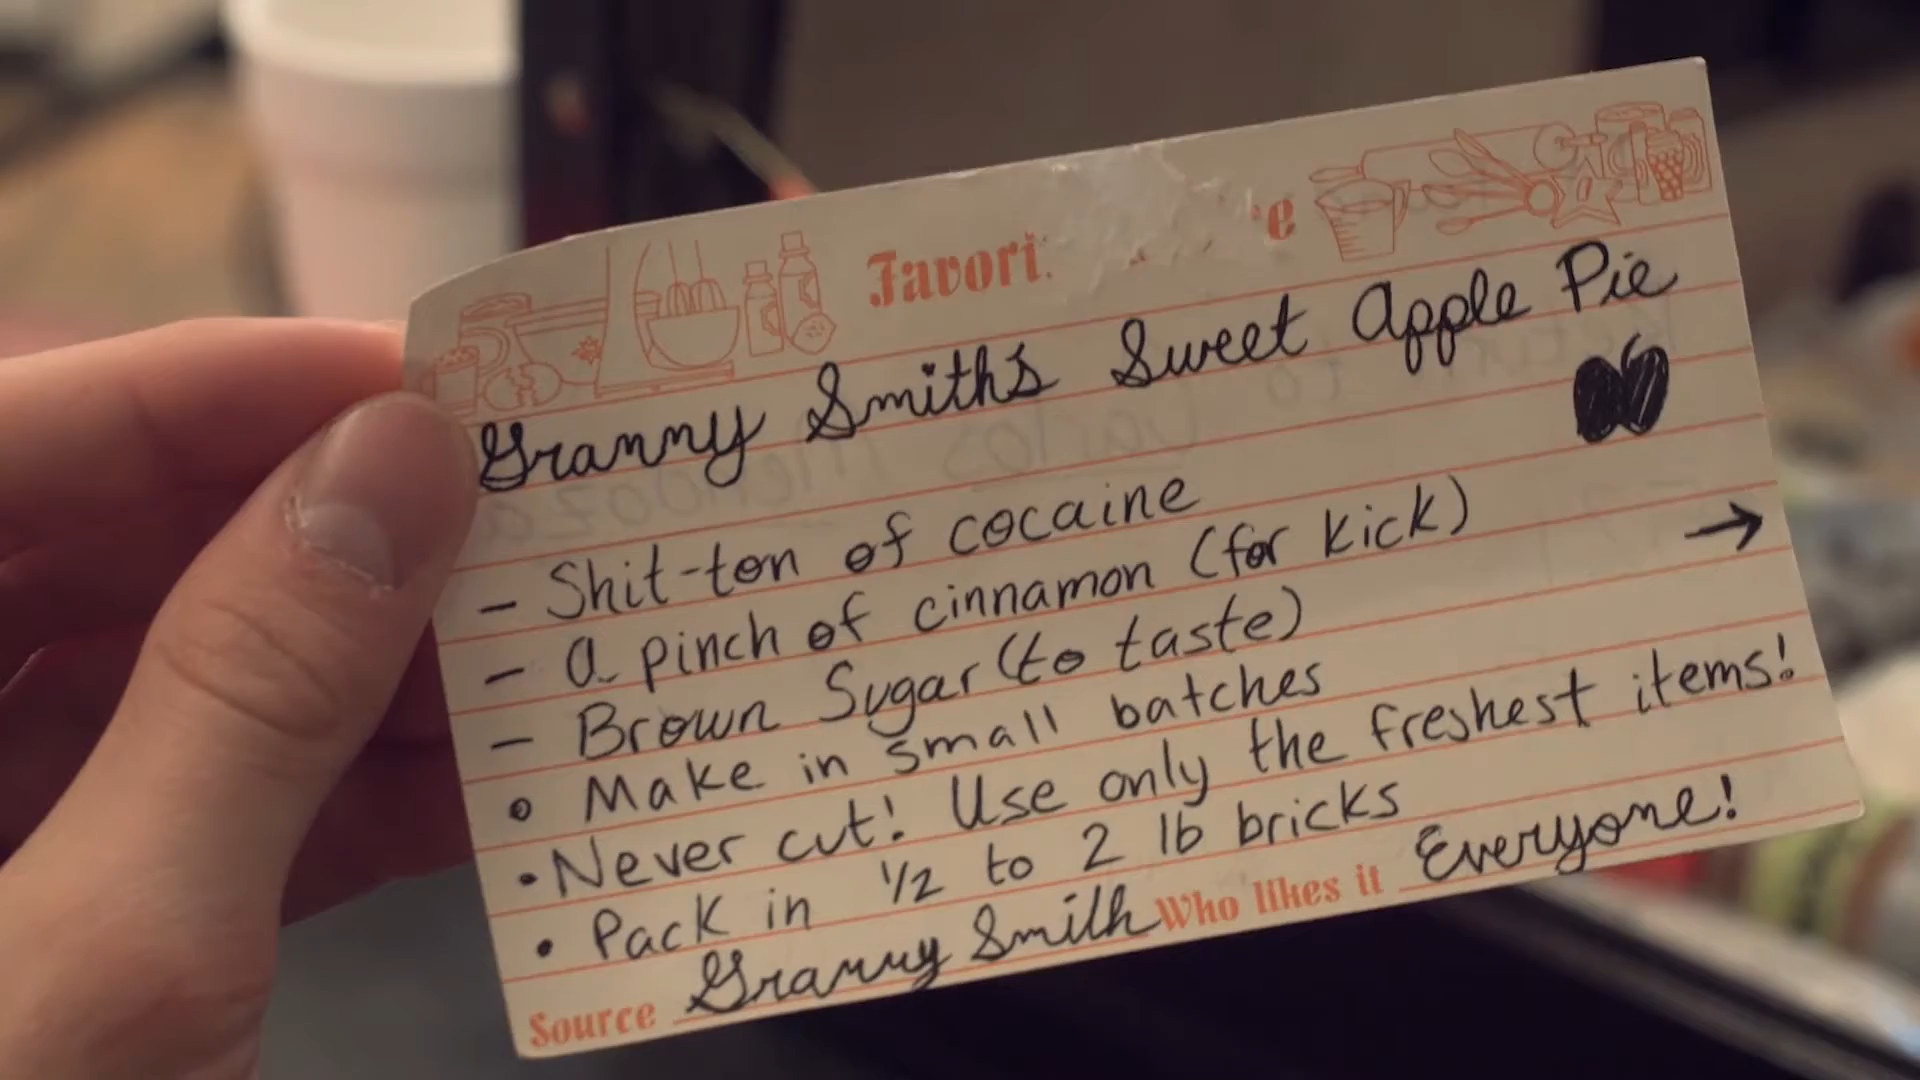 Favori e
Granny Smith's Sweet Apple Pie
- Shit-ton of cocaine
- A pinch of cinnamon (for kick)
- Brown Sugar (to taste)
• Make in small batches
• Never cut! Use only the freshest items!
• Pack in 1/2 to 2 lb bricks
Source Granny Smith Who likes it Everyone!